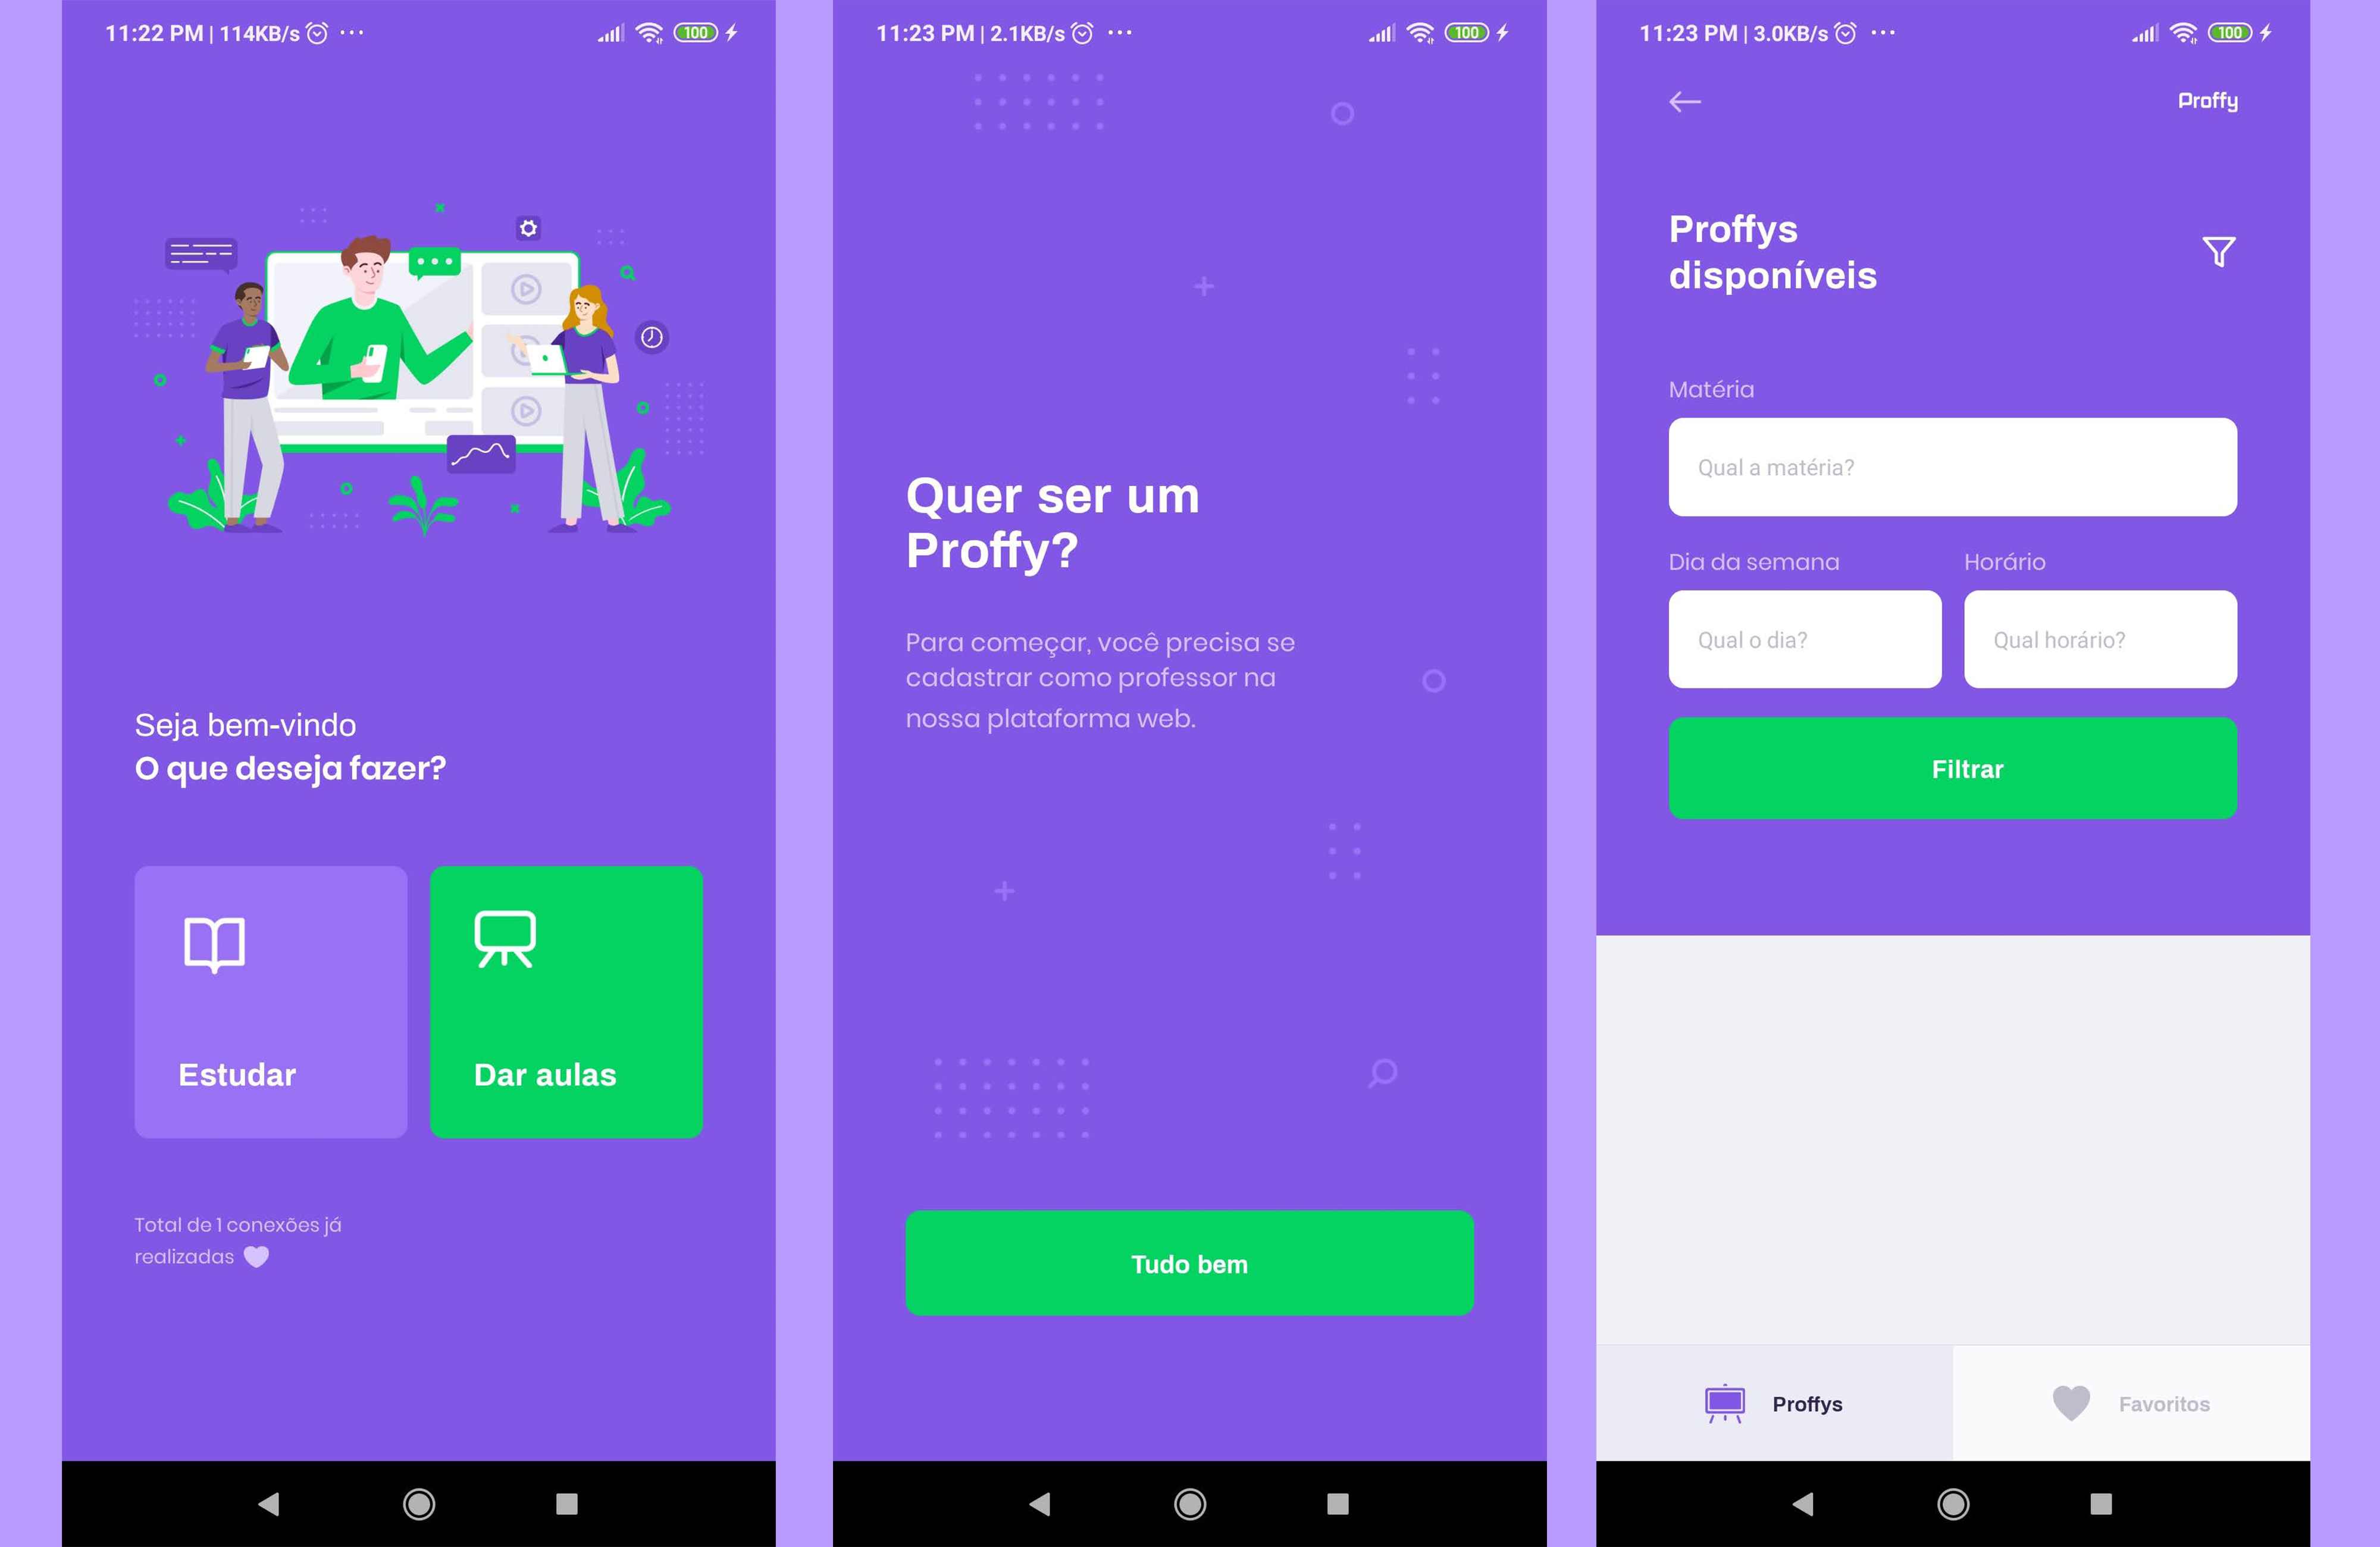 11:22 PM | 114KB/s ...
100
Seja bem-vindo
O que deseja fazer?
Estudar
Dar aulas
Total de 1 conexões já
realizadas
11:23 PM | 2.1KB/s ...
100
Quer ser um
Proffy?
Para começar, você precisa se
cadastrar como professor na
nossa plataforma web.
Tudo bem
11:23 PM | 3.0KB/s ...
100
Proffy
Proffys
disponíveis
Matéria
Qual a matéria?
Dia da semana
Horário
Qual o dia?
Qual horário?
Filtrar
Proffys
Favoritos